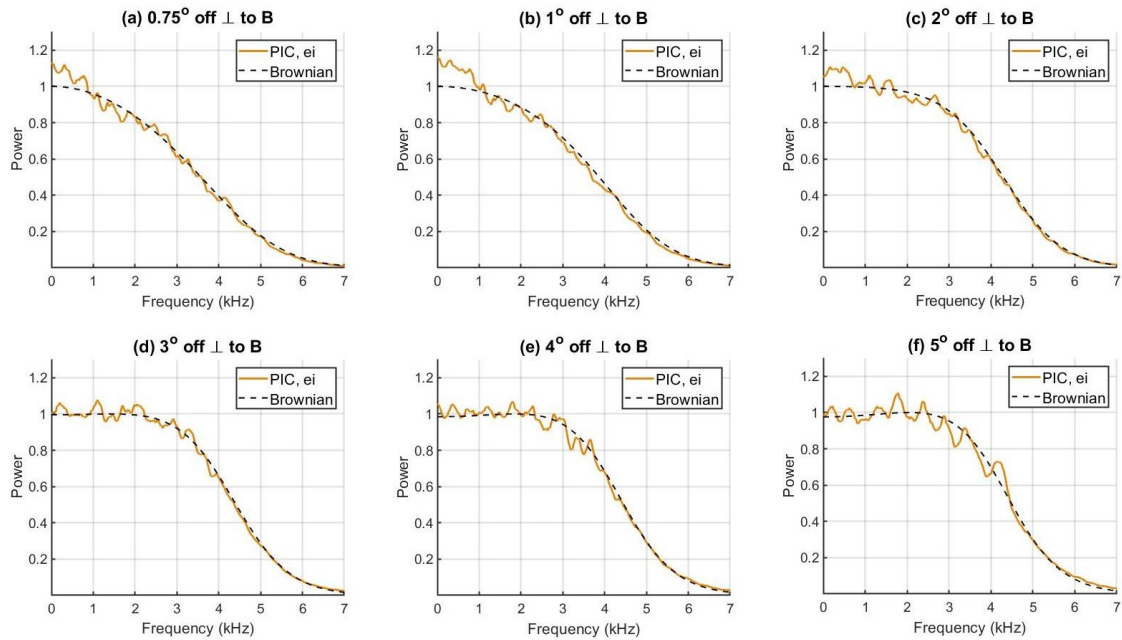 (a) 0.75° off ⊥ to B
1.2
1
0.8
0.6
0.4
0.2
Power
PIC, ei
Brownian
0 1 2 3 4 5 6 7
Frequency (kHz)
(b) 1° off ⊥ to B
1.2
1
0.8
0.6
0.4
0.2
Power
PIC, ei
Brownian
0 1 2 3 4 5 6 7
Frequency (kHz)
(c) 2° off ⊥ to B
1.2
1
0.8
0.6
0.4
0.2
Power
PIC, ei
Brownian
0 1 2 3 4 5 6 7
Frequency (kHz)
(d) 3° off ⊥ to B
1.2
1
0.8
0.6
0.4
0.2
Power
PIC, ei
Brownian
0 1 2 3 4 5 6 7
Frequency (kHz)
(e) 4° off ⊥ to B
1.2
1
0.8
0.6
0.4
0.2
Power
PIC, ei
Brownian
0 1 2 3 4 5 6 7
Frequency (kHz)
(f) 5° off ⊥ to B
1.2
1
0.8
0.6
0.4
0.2
Power
PIC, ei
Brownian
0 1 2 3 4 5 6 7
Frequency (kHz)